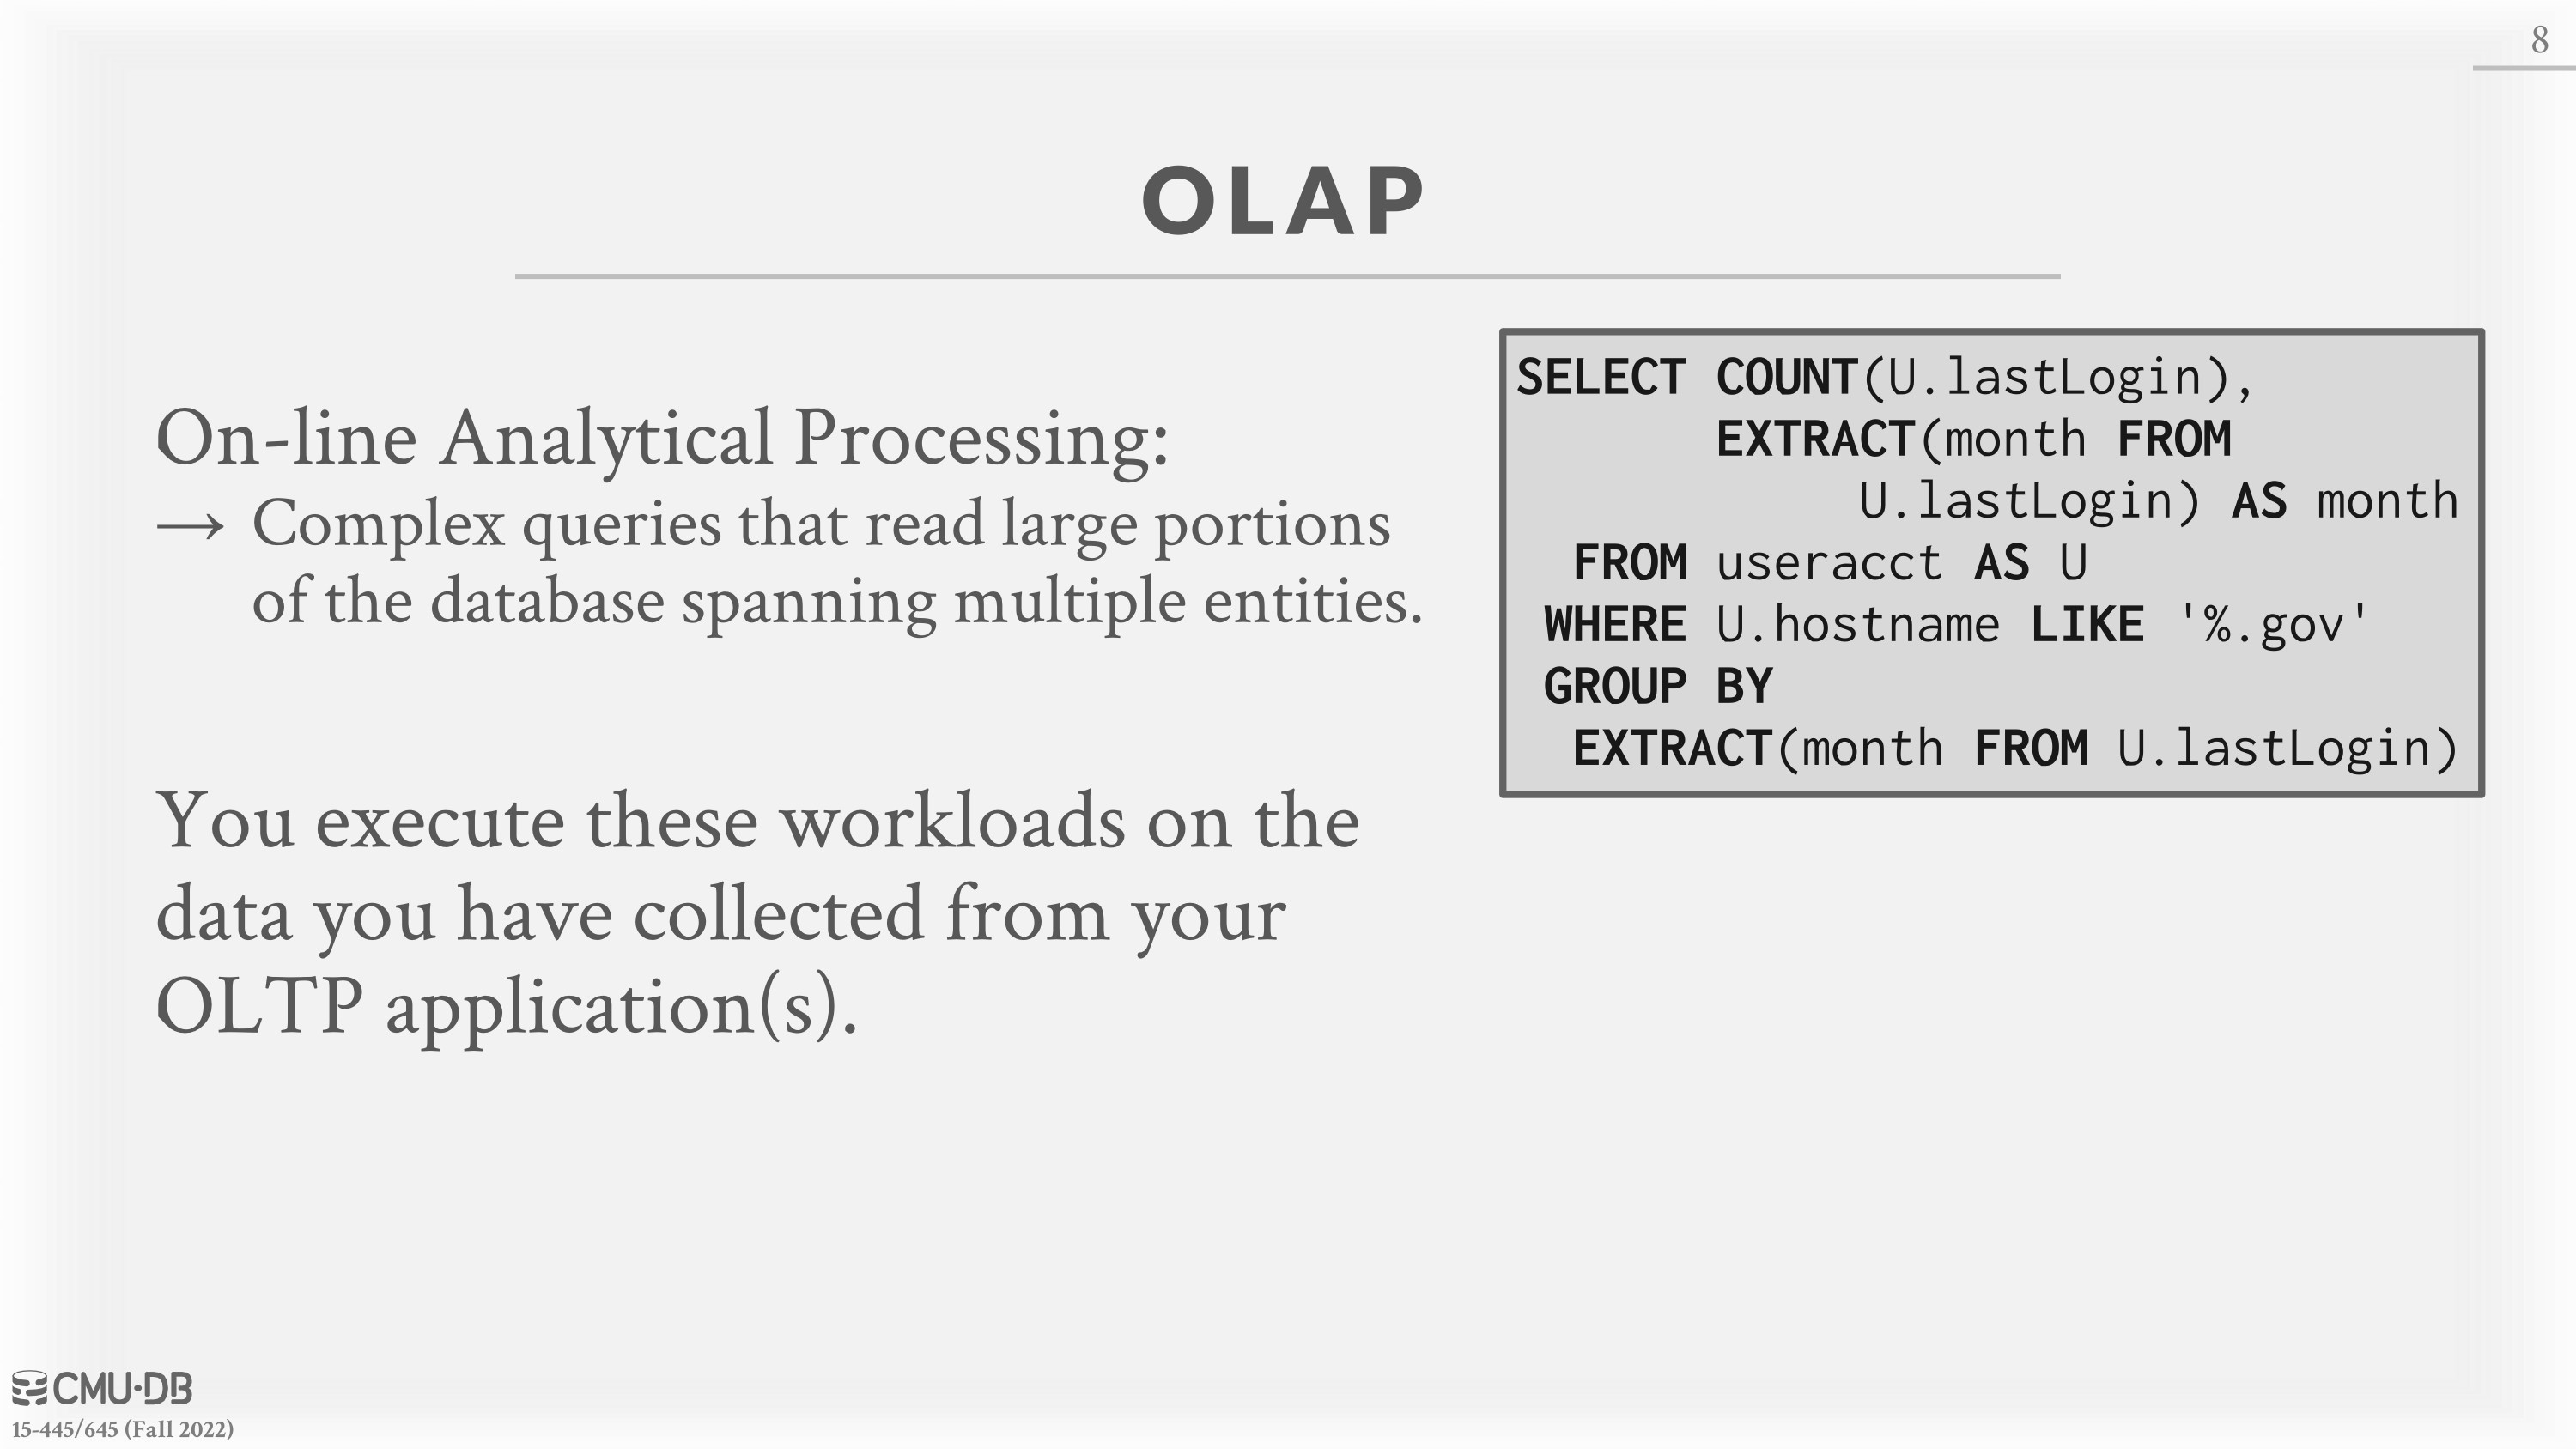 8
OLAP
On-line Analytical Processing:
→ Complex queries that read large portions
of the database spanning multiple entities.
You execute these workloads on the
data you have collected from your
OLTP application(s).
SELECT COUNT(U.lastLogin),
       EXTRACT(month FROM
            U.lastLogin) AS month
  FROM useracct AS U
 WHERE U.hostname LIKE '%.gov'
 GROUP BY
  EXTRACT(month FROM U.lastLogin)
CMU·DB
15-445/645 (Fall 2022)